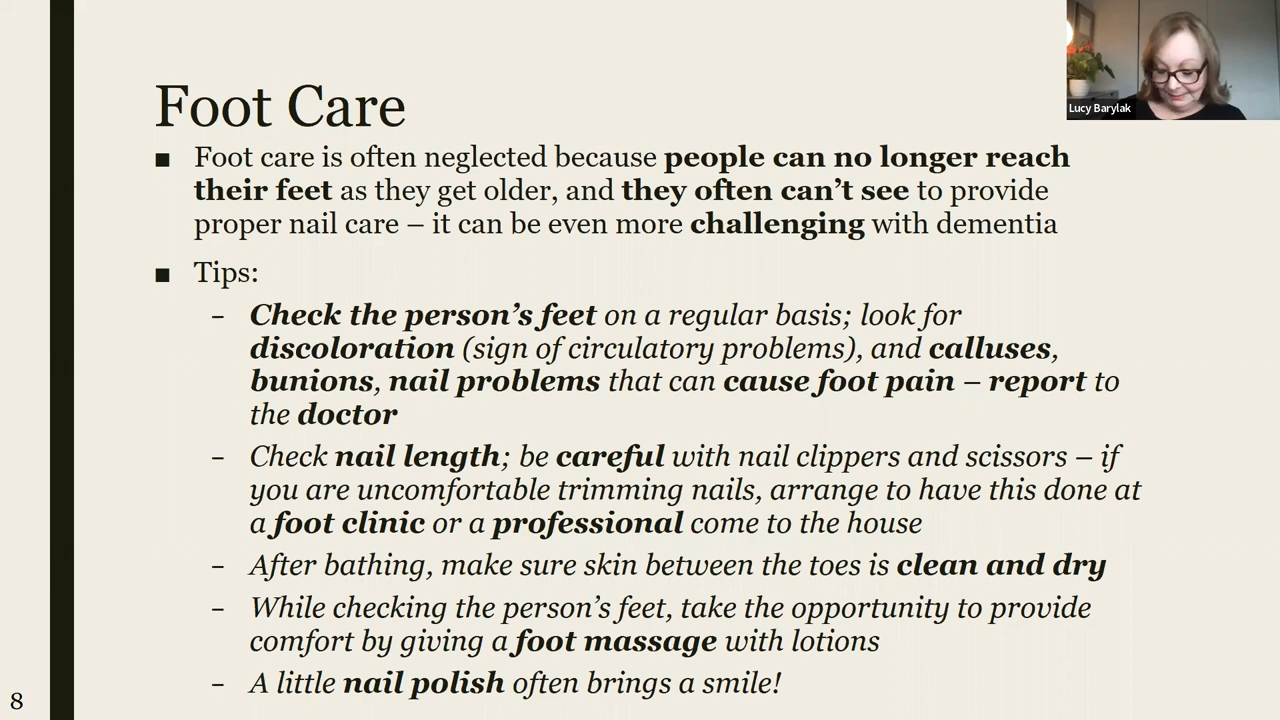 Lucy Barylak
Foot Care
■ Foot care is often neglected because people can no longer reach
their feet as they get older, and they often can’t see to provide
proper nail care – it can be even more challenging with dementia
■ Tips:
– Check the person’s feet on a regular basis; look for
discoloration (sign of circulatory problems), and calluses,
bunions, nail problems that can cause foot pain – report to
the doctor
– Check nail length; be careful with nail clippers and scissors – if
you are uncomfortable trimming nails, arrange to have this done at
a foot clinic or a professional come to the house
– After bathing, make sure skin between the toes is clean and dry
– While checking the person’s feet, take the opportunity to provide
comfort by giving a foot massage with lotions
– A little nail polish often brings a smile!
8